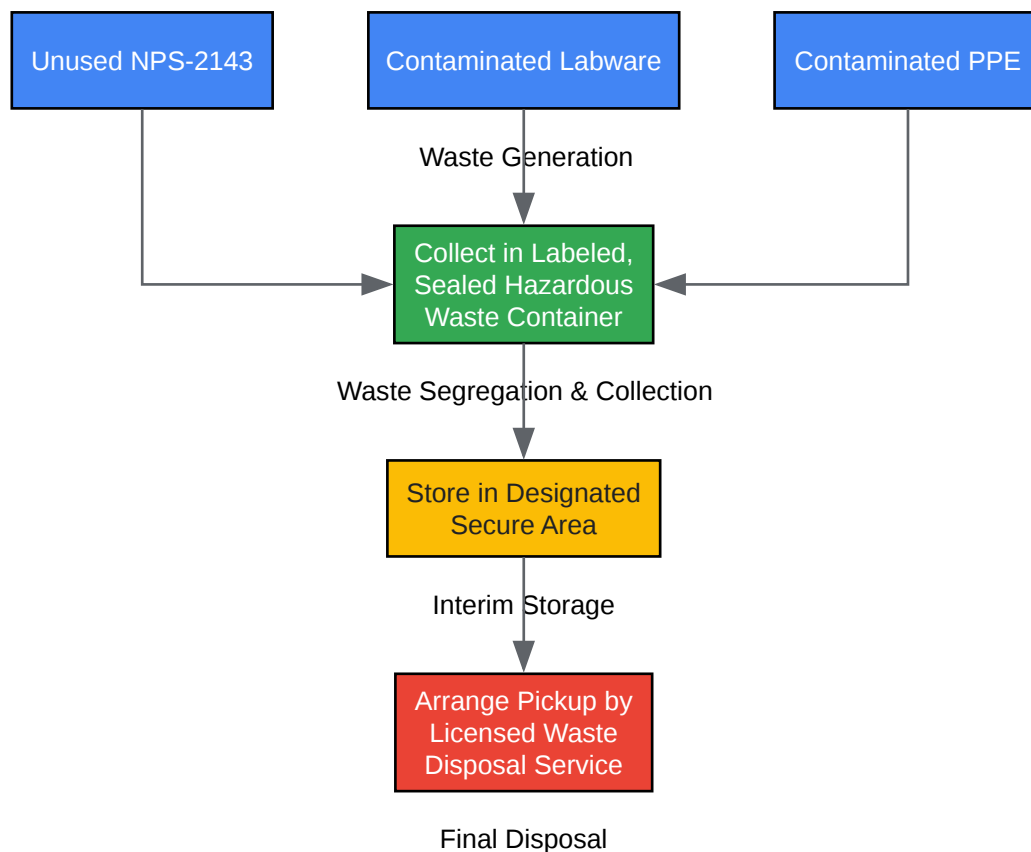 Unused NPS-2143
Contaminated Labware
Contaminated PPE
Waste Generation
Collect in Labeled,
Sealed Hazardous
Waste Container
Waste Segregation & Collection
Store in Designated
Secure Area
Interim Storage
Arrange Pickup by
Licensed Waste
Disposal Service
Final Disposal